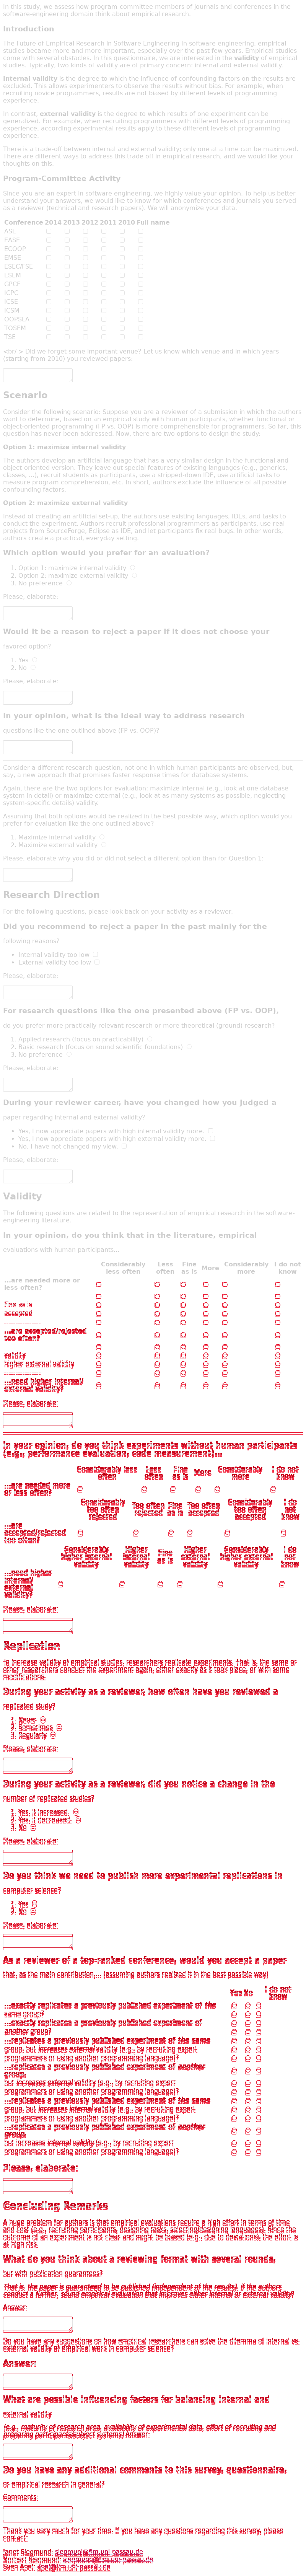 In this study, we assess how program-committee members of journals and conferences in the
software-engineering domain think about empirical research.
Introduction
The Future of Empirical Research in Software Engineering In software engineering, empirical
studies became more and more important, especially over the past few years. Empirical studies
come with several obstacles. In this questionnaire, we are interested in the validity of empirical
studies. Typically, two kinds of validity are of primary concern: internal and external validity.
Internal validity is the degree to which the influence of confounding factors on the results are
excluded. This allows experimenters to observe the results without bias. For example, when
recruiting novice programmers, results are not biased by different levels of programming
experience.
In contrast, external validity is the degree to which results of one experiment can be
generalized. For example, when recruiting programmers with different levels of programming
experience, according experimental results apply to these different levels of programming
experience.
There is a trade-off between internal and external validity; only one at a time can be maximized.
There are different ways to address this trade off in empirical research, and we would like your
thoughts on this.
Program-Committee Activity
Since you are an expert in software engineering, we highly value your opinion. To help us better
understand your answers, we would like to know for which conferences and journals you served
as a reviewer (technical and research papers). We will anonymize your data.
Conference 2014 2013 2012 2011 2010 Full name
ASE
EASE
ECOOP
EMSE
ESEC/FSE
ESEM
GPCE
ICPC
ICSE
ICSM
OOPSLA
TOSEM
TSE
<br/ > Did we forget some important venue? Let us know which venue and in which years
(starting from 2010) you reviewed papers:
Scenario
Consider the following scenario: Suppose you are a reviewer of a submission in which the authors
want to determine, based on an empirical study with human participants, whether functional or
object-oriented programming (FP vs. OOP) is more comprehensible for programmers. So far, this
question has never been addressed. Now, there are two options to design the study:
Option 1: maximize internal validity
The authors develop an artificial language that has a very similar design in the functional and
object-oriented version. They leave out special features of existing languages (e.g., generics,
classes, ...), recruit students as participants, use a stripped-down IDE, use artificial tasks to
measure program comprehension, etc. In short, authors exclude the influence of all possible
confounding factors.
Option 2: maximize external validity
Instead of creating an artificial set-up, the authors use existing languages, IDEs, and tasks to
conduct the experiment. Authors recruit professional programmers as participants, use real
projects from SourceForge, Eclipse as IDE, and let participants fix real bugs. In other words,
authors create a practical, everyday setting.
Which option would you prefer for an evaluation?
1. Option 1: maximize internal validity
2. Option 2: maximize external validity
3. No preference
Please, elaborate:
Would it be a reason to reject a paper if it does not choose your
favored option?
1. Yes
2. No
Please, elaborate:
In your opinion, what is the ideal way to address research
questions like the one outlined above (FP vs. OOP)?
Consider a different research question, not one in which human participants are observed, but,
say, a new approach that promises faster response times for database systems.
Again, there are the two options for evaluation: maximize internal (e.g., look at one database
system in detail) or maximize external (e.g., look at as many systems as possible, neglecting
system-specific details) validity.
Assuming that both options would be realized in the best possible way, which option would you
prefer for evaluation like the one outlined above?
1. Maximize internal validity
2. Maximize external validity
Please, elaborate why you did or did not select a different option than for Question 1:
Research Direction
For the following questions, please look back on your activity as a reviewer.
Did you recommend to reject a paper in the past mainly for the
following reasons?
Internal validity too low
External validity too low
Please, elaborate:
For research questions like the one presented above (FP vs. OOP),
do you prefer more practically relevant research or more theoretical (ground) research?
1. Applied research (focus on practicability)
2. Basic research (focus on sound scientific foundations)
3. No preference
Please, elaborate:
During your reviewer career, have you changed how you judged a
paper regarding internal and external validity?
Yes, I now appreciate papers with high internal validity more.
Yes, I now appreciate papers with high external validity more.
No, I have not changed my view.
Please, elaborate:
Validity
The following questions are related to the representation of empirical research in the software-
engineering literature.
In your opinion, do you think that in the literature, empirical
evaluations with human participants...
Considerably less often Less often Fine as is More Considerably more I do not know
...are needed more or less often?
fine as is
accepted
...are accepted/rejected too often?
validity
higher external validity
...need higher internal/ external validity?
Please, elaborate:
In your opinion, do you think experiments without human participants
(e.g., performance evaluation, code measurement)...
Considerably less often Less often Fine as is More Considerably more I do not know
...are needed more or less often?
Considerably too often rejected Too often rejected Fine as is Too often accepted Considerably too often accepted I do not know
...are accepted/rejected too often?
Considerably higher internal validity Higher internal validity Fine as is Higher external validity Considerably higher external validity I do not know
...need higher internal/ external validity?
Please, elaborate:
Replication
To increase validity of empirical studies, researchers replicate experiments. That is, the same or
other researchers conduct the experiment again, either exactly as it took place, or with some
modifications.
During your activity as a reviewer, how often have you reviewed a
replicated study?
1. Never
2. Sometimes
3. Regularly
Please, elaborate:
During your activity as a reviewer, did you notice a change in the
number of replicated studies?
1. Yes, it increased.
2. Yes, it decreased.
3. No
Please, elaborate:
Do you think we need to publish more experimental replications in
computer science?
1. Yes
2. No
Please, elaborate:
As a reviewer of a top-ranked conference, would you accept a paper
that, as the main contribution,... (assuming authors realized it in the best possible way)
Yes No I do not know
...exactly replicates a previously published experiment of the
same group?
...exactly replicates a previously published experiment of
another group?
...replicates a previously published experiment of the same
group, but increases external validity (e.g., by recruiting expert
programmers or using another programming language)?
...replicates a previously published experiment of another
group,
but increases external validity (e.g., by recruiting expert
programmers or using another programming language)?
...replicates a previously published experiment of the same
group, but increases internal validity (e.g., by recruiting expert
programmers or using another programming language)?
...replicates a previously published experiment of another
group,
but increases internal validity (e.g., by recruiting expert
programmers or using another programming language)?
Please, elaborate:
Concluding Remarks
A huge problem for authors is that empirical evaluations require a high effort in terms of time
and cost (e.g., recruiting participants, designing tasks, selecting/designing languages). Since the
outcome of an experiment is not clear and might be biased (e.g., due to deviations), the effort is
at high risk.
What do you think about a reviewing format with several rounds,
but with publication guarantees?
That is, the paper is guaranteed to be published (independent of the results), if the authors
conduct a further, sound empirical evaluation that improves either internal or external validity?
Answer:
Do you have any suggestions on how empirical researchers can solve the dilemma of internal vs.
external validity of empirical work in computer science?
Answer:
What are possible influencing factors for balancing internal and
external validity
(e.g., maturity of research area, availability of experimental data, effort of recruiting and
preparing participants/subject systems) Answer:
Do you have any additional comments to this survey, questionnaire,
or empirical research in general?
Comments:
Thank you very much for your time. If you have any questions regarding this survey, please
contact:
Janet Siegmund:
Norbert Siegmund:
Sven Apel: